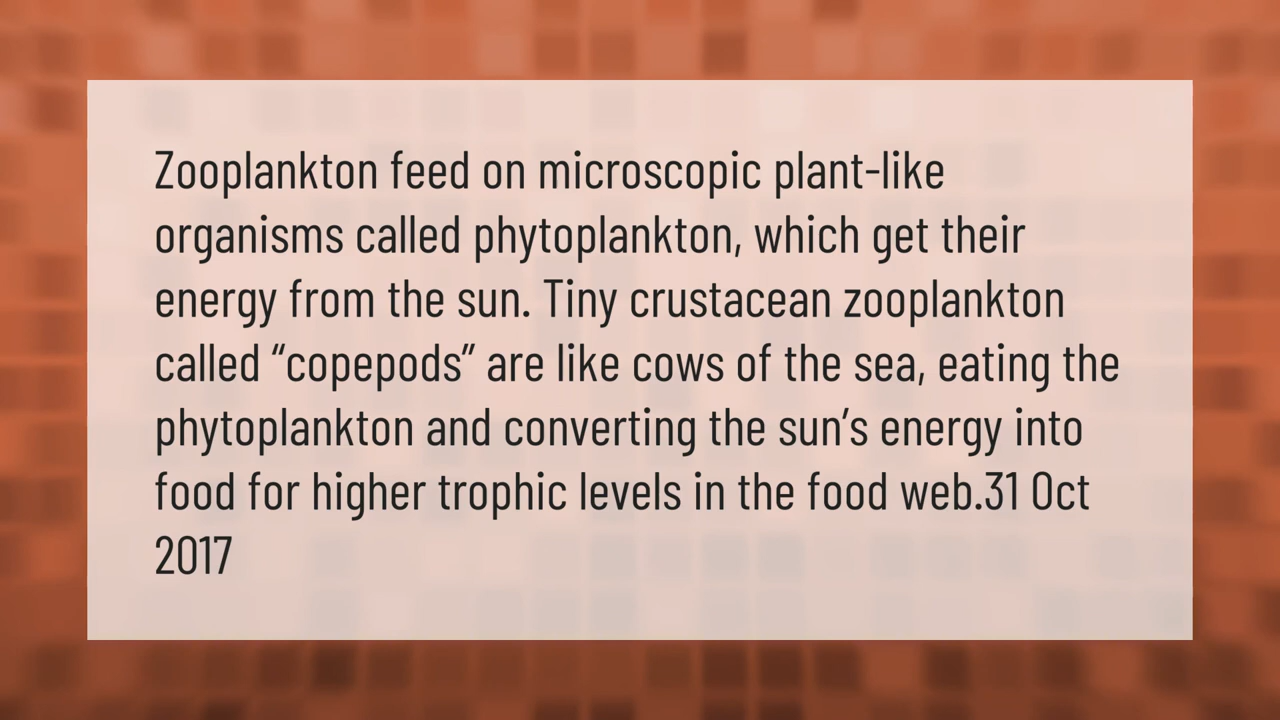 Zooplankton feed on microscopic plant-like
organisms called phytoplankton, which get their
energy from the sun. Tiny crustacean zooplankton
called “copepods” are like cows of the sea, eating the
phytoplankton and converting the sun’s energy into
food for higher trophic levels in the food web.31 Oct
2017